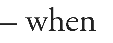 – when